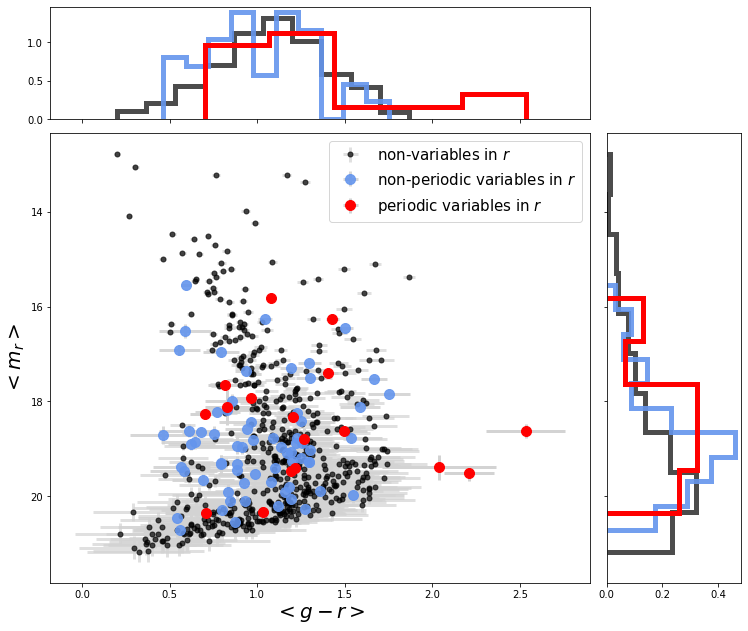 1.0
0.5
0.0
non-variables in r
non-periodic variables in r
periodic variables in r
14
16
18
20
< m_r >
0.0 0.5 1.0 1.5 2.0 2.5
< g − r >
0.0 0.2 0.4